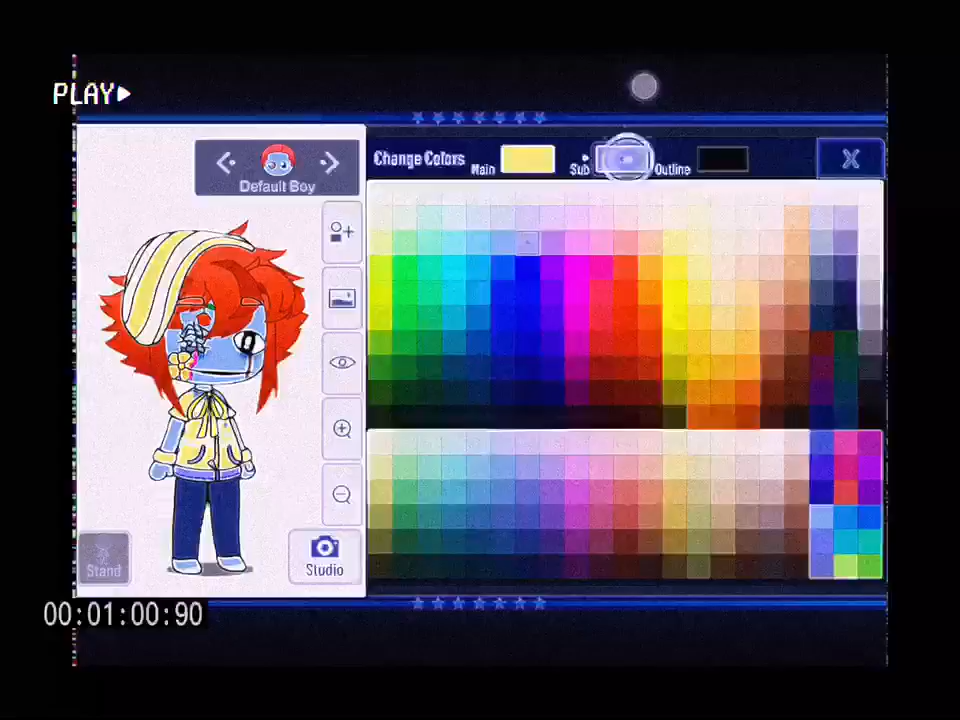 PLAY
Default Boy
Change Colors
Main
Sub
Outline
X
Stand
Studio
00:01:00:90